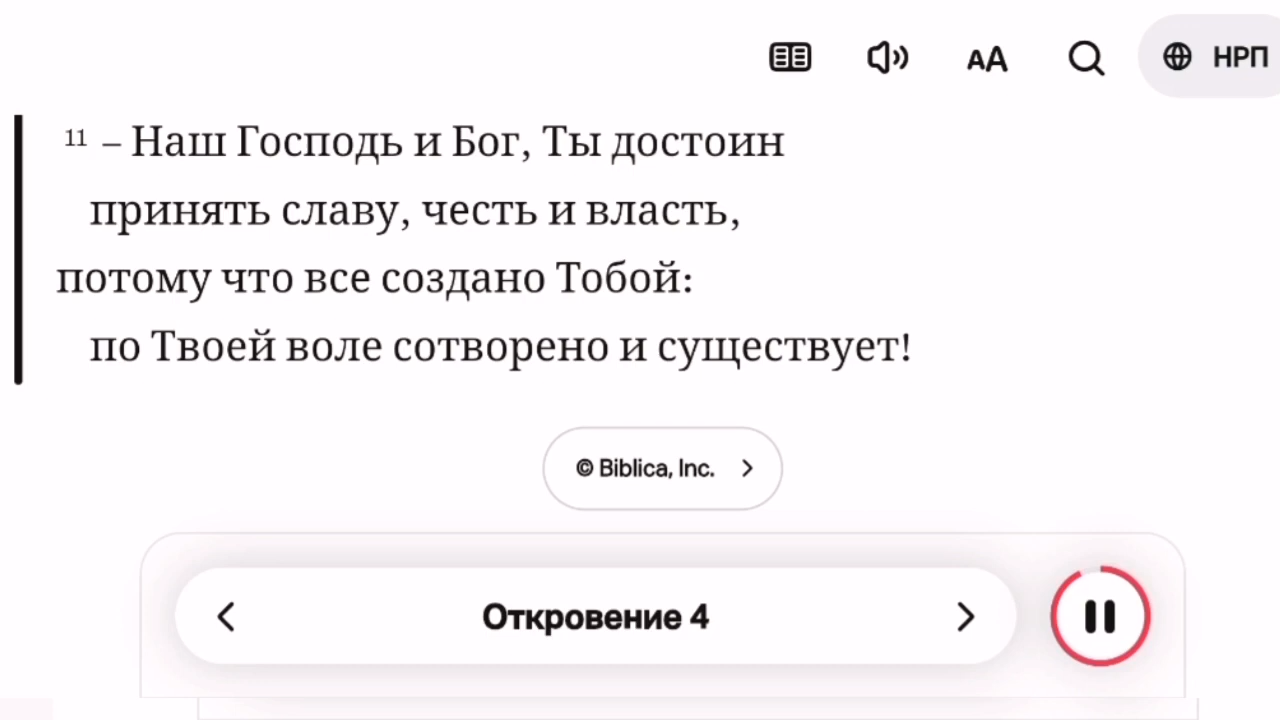 AA
НРП
11 – Наш Господь и Бог, Ты достоин
принять славу, честь и власть,
потому что все создано Тобой:
по Твоей воле сотворено и существует!
© Biblica, Inc.
Откровение 4